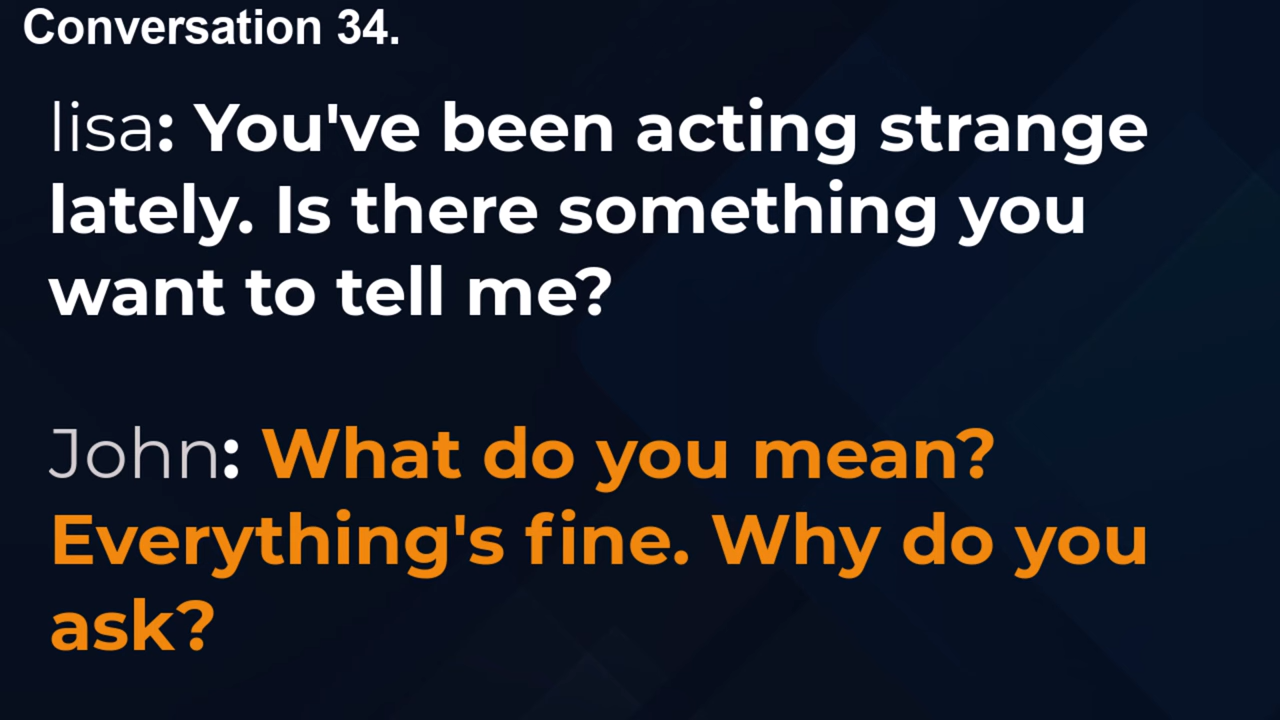 Conversation 34.
lisa: You've been acting strange
lately. Is there something you
want to tell me?
John: What do you mean?
Everything's fine. Why do you
ask?